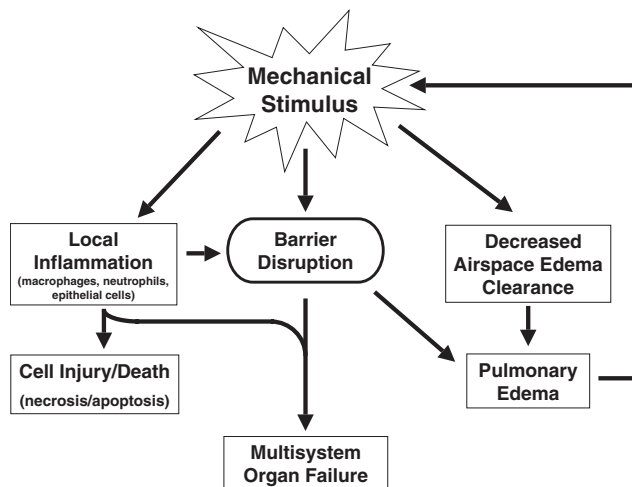 Mechanical
Stimulus
Local
Inflammation
(macrophages, neutrophils,
epithelial cells)
Barrier
Disruption
Decreased
Airspace Edema
Clearance
Cell Injury/Death
(necrosis/apoptosis)
Pulmonary
Edema
Multisystem
Organ Failure